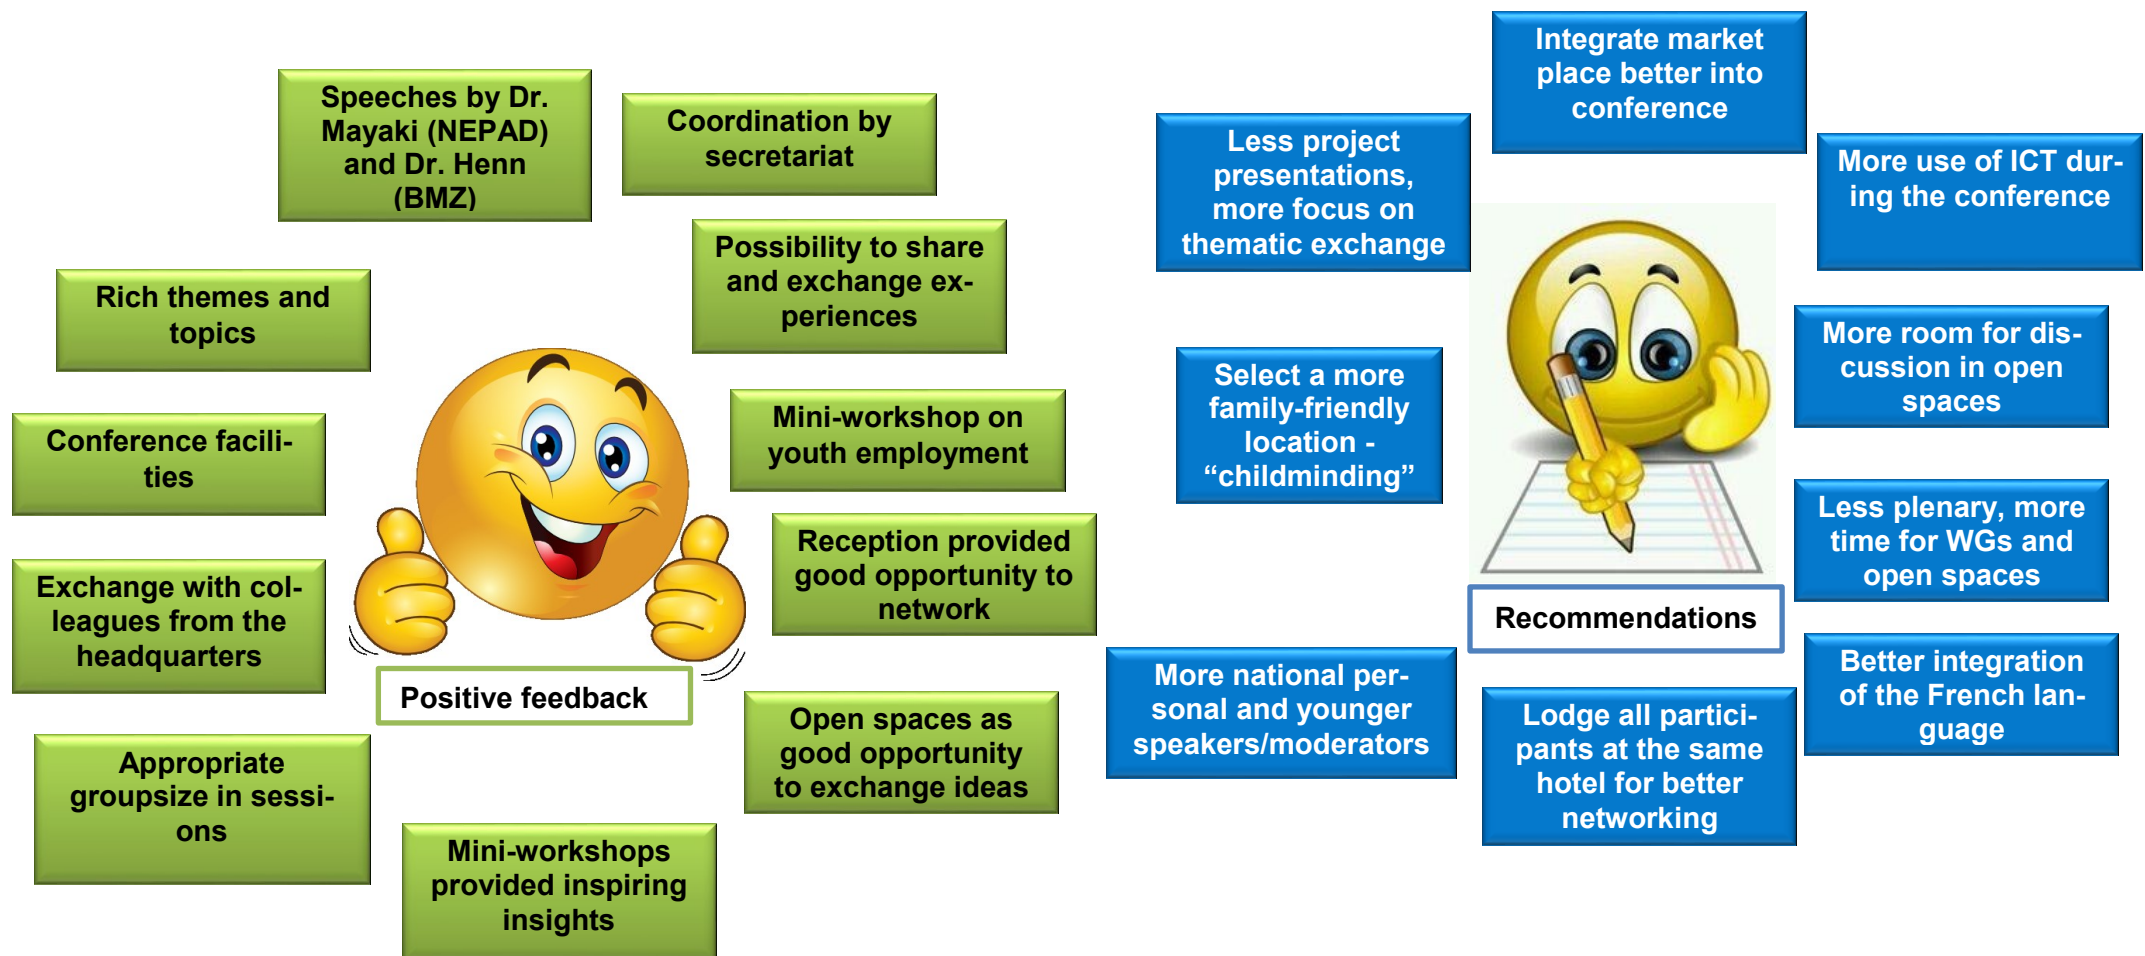 Speeches by Dr.
Mayaki (NEPAD)
and Dr. Henn
(BMZ)
Coordination by
secretariat
Possibility to share
and exchange ex-
periences
Rich themes and
topics
Mini-workshop on
youth employment
Conference facili-
ties
Reception provided
good opportunity to
network
Exchange with col-
leagues from the
headquarters
Positive feedback
Open spaces as
good opportunity
to exchange ideas
Appropriate
groupsize in sessi-
ons
Mini-workshops
provided inspiring
insights
Integrate market
place better into
conference
Less project
presentations,
more focus on
thematic exchange
More use of ICT dur-
ing the conference
More room for dis-
cussion in open
spaces
Select a more
family-friendly
location -
“childminding”
Less plenary, more
time for WGs and
open spaces
Recommendations
More national per-
sonal and younger
speakers/moderators
Better integration
of the French lan-
guage
Lodge all partici-
pants at the same
hotel for better
networking